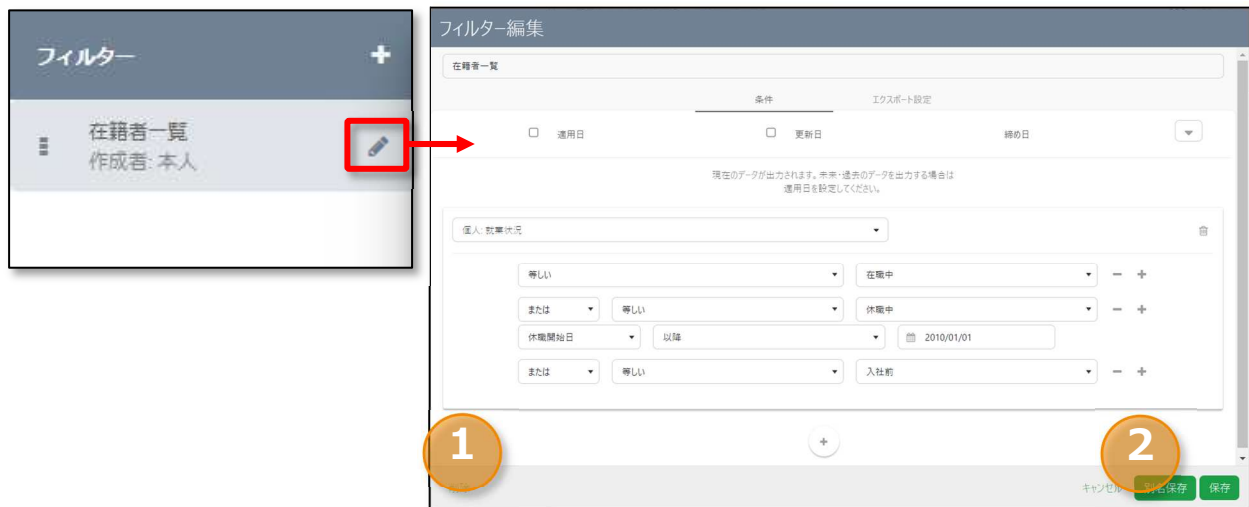 フィルター
+
在籍者一覧
作成者: 本人
フィルター編集
在籍者一覧
条件 エクスポート設定
適用日 更新日 締め日
現在のデータが出力されます。未来・過去のデータを出力する場合は
適用日を設定してください。
個人: 就業状況
等しい 在職中 − +
または 等しい 休職中 − +
休職開始日 以降 2010/01/01
または 等しい 入社前 − +
+
1
2
キャンセル 別名保存 保存